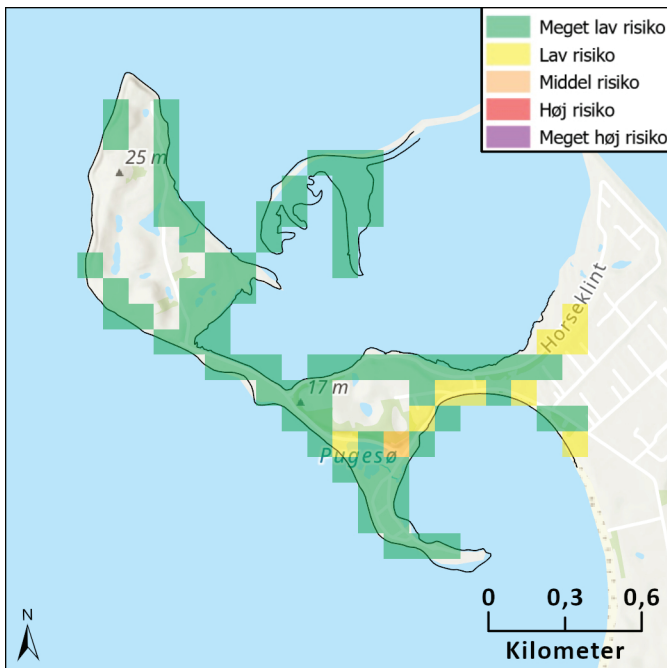 Meget lav risiko
Lav risiko
Middel risiko
Høj risiko
Meget høj risiko
25 m
Horseklint
17 m
Pugesø
N
0 0,3 0,6
Kilometer